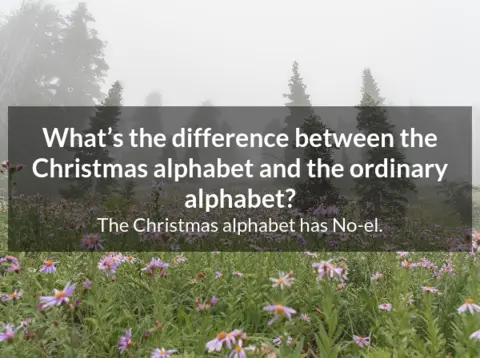 What’s the difference between the
Christmas alphabet and the ordinary
alphabet?
The Christmas alphabet has No-el.